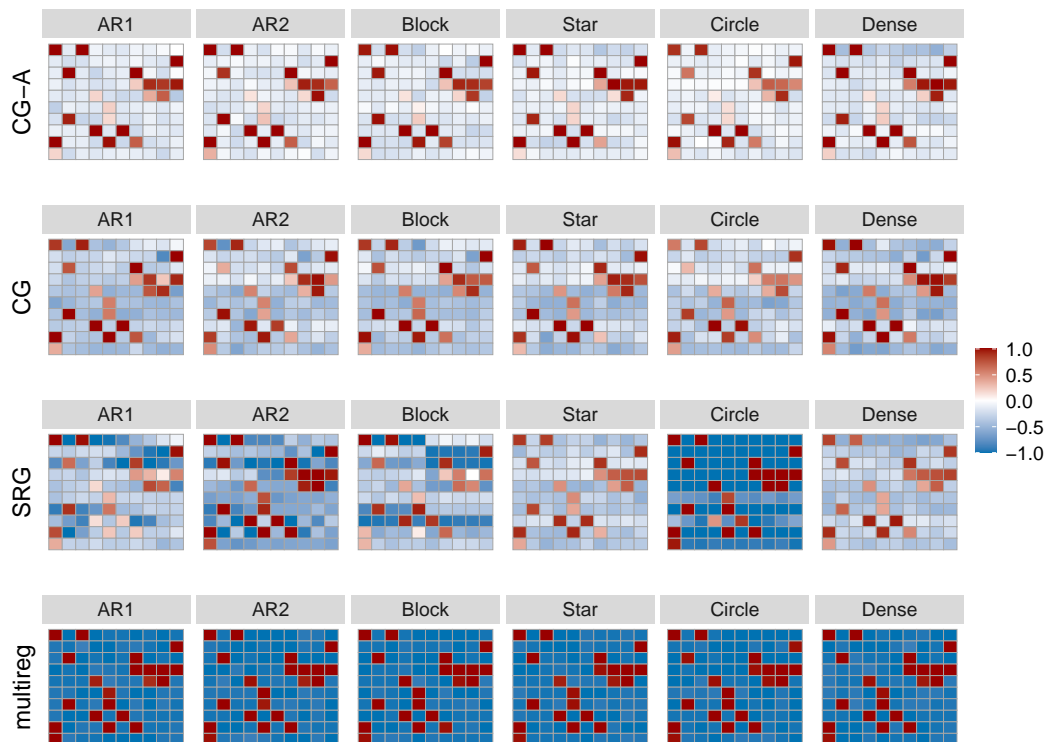 AR1 AR2 Block Star Circle Dense
CG−A
AR1 AR2 Block Star Circle Dense
CG
1.0
0.5
0.0
−0.5
−1.0
AR1 AR2 Block Star Circle Dense
SRG
AR1 AR2 Block Star Circle Dense
multireg